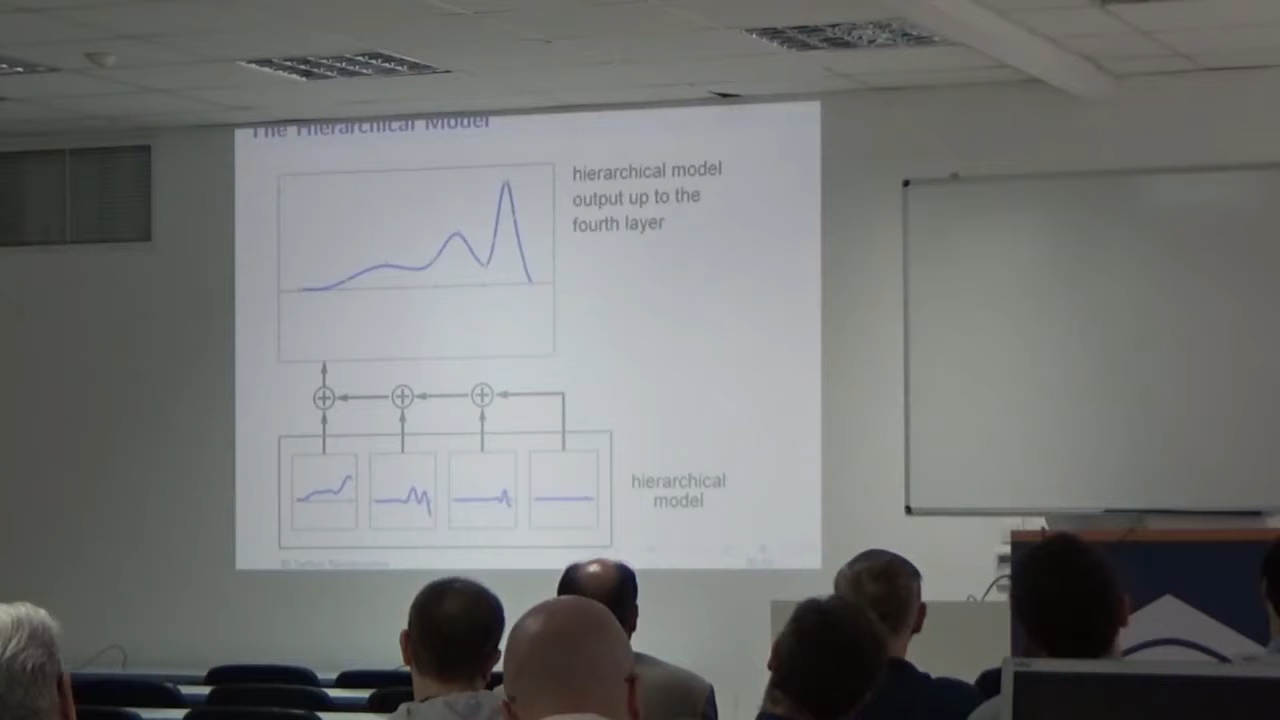 The Hierarchical Model
hierarchical model
output up to the
fourth layer
hierarchical
model